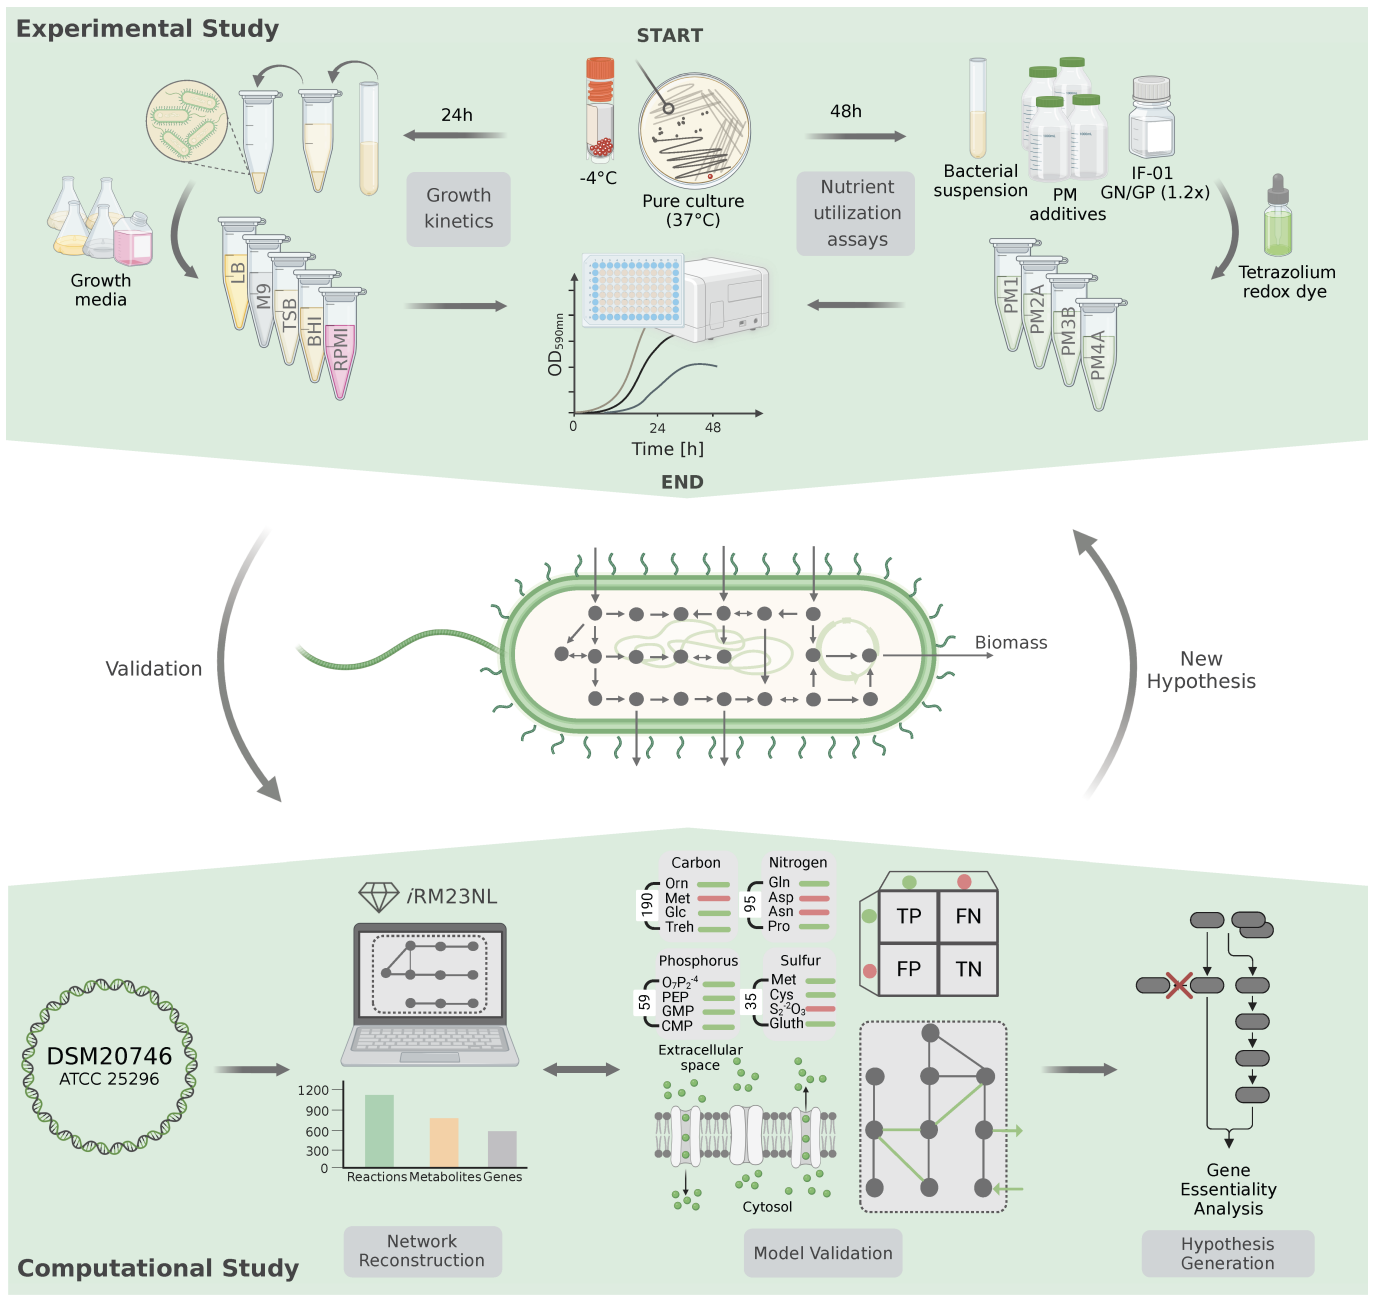 Experimental Study
START
24h
48h
-4°C
Pure culture
(37°C)
Growth
kinetics
Nutrient
utilization
assays
Bacterial
suspension
PM
additives
IF-01
GN/GP (1.2x)
Tetrazolium
redox dye
Growth
media
LB
M9
TSB
BHI
RPMI
PM1
PM2A
PM3B
PM4A
OD590mn
0
24
48
Time [h]
END
Validation
Biomass
New
Hypothesis
Carbon
190
Orn
Met
Glc
Treh
Nitrogen
95
Gln
Asp
Asn
Pro
Phosphorus
59
O7P2-4
PEP
GMP
CMP
Sulfur
35
Met
Cys
S2-2O3
Gluth
TP
FN
FP
TN
iRM23NL
DSM20746
ATCC 25296
1200
900
600
300
0
Reactions Metabolites Genes
Extracellular
space
Cytosol
Gene
Essentiality
Analysis
Network
Reconstruction
Model Validation
Hypothesis
Generation
Computational Study